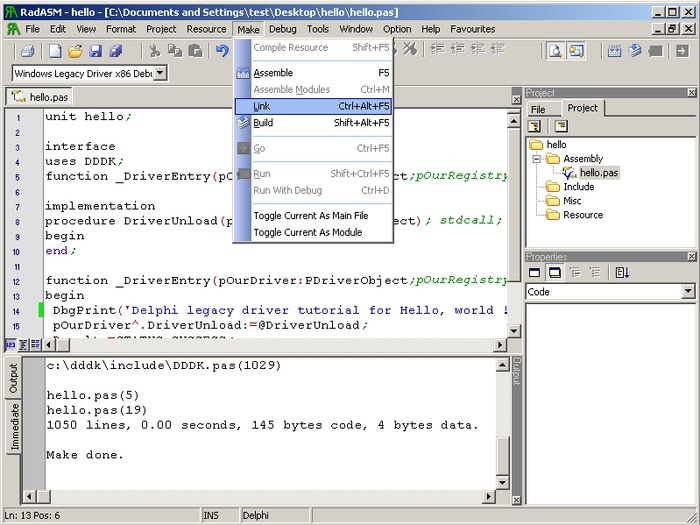 RadASM - hello - [C:\Documents and Settings\test\Desktop\hello\hello.pas]
File Edit View Format Project Resource Make Debug Tools Window Option Help Favourites
Windows Legacy Driver x86 Debu
hello.pas
Compile Resource Shift+F5
Assemble F5
Assemble Modules Ctrl+M
Link Ctrl+Alt+F5
Build Shift+Alt+F5
Go Ctrl+F5
Run Shift+Ctrl+F5
Run With Debug Ctrl+D
Toggle Current As Main File
Toggle Current As Module
1 unit hello;
2
3 interface
4 uses DDDK;
5 function _DriverEntry(pO pOurRegistry
6
7 implementation
8 procedure DriverUnload(p ect); stdcall;
9 begin
10 end;
11
12 function _DriverEntry(pOurDriver:PDriverObject;pOurRegistry
13 begin
14 DbgPrint('Delphi legacy driver tutorial for Hello, world !
15 pOurDriver^.DriverUnload:=@DriverUnload;
Project
File Project
hello
Assembly
hello.pas
Include
Misc
Resource
Properties
Code
Output
Immediate
c:\dddk\include\DDDK.pas(1029)
hello.pas(5)
hello.pas(19)
1050 lines, 0.00 seconds, 145 bytes code, 4 bytes data.
Make done.
Output
Ln: 13 Pos: 6 INS Delphi